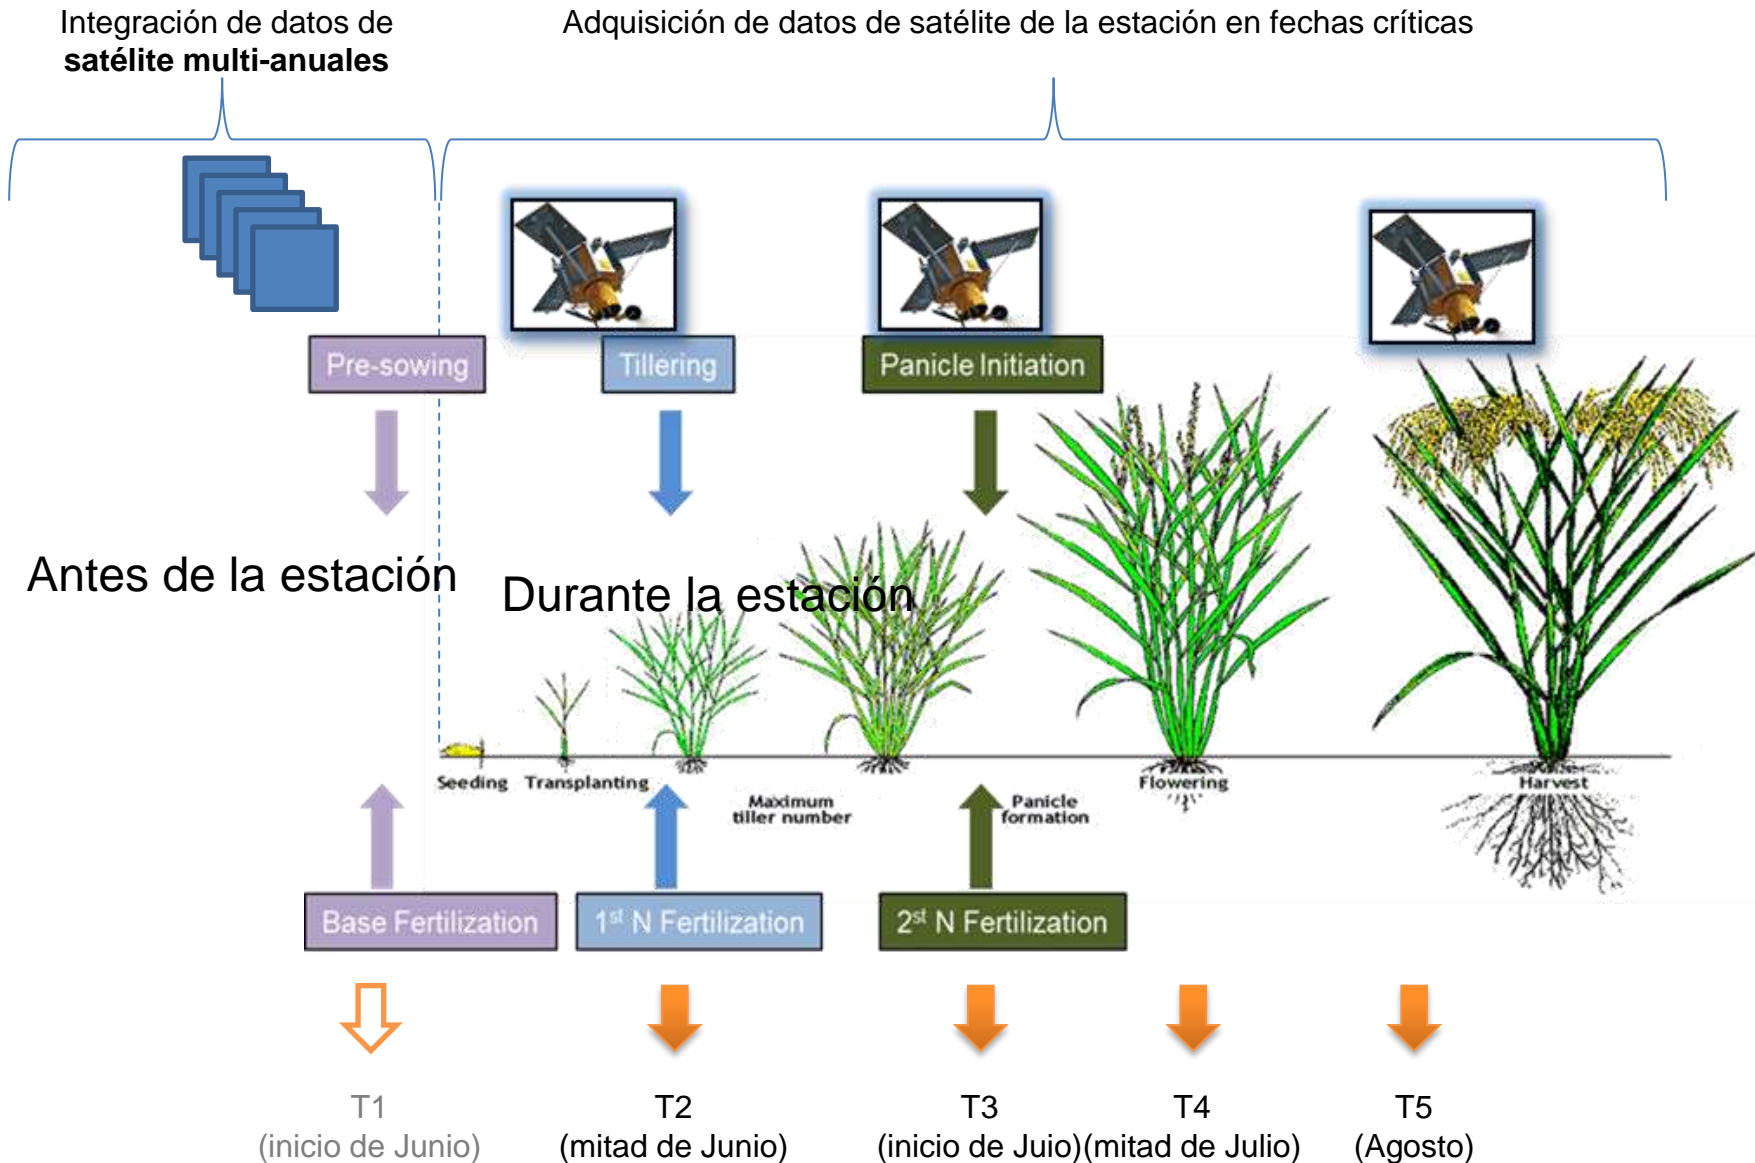 Integración de datos de
satélite multi-anuales
Adquisición de datos de satélite de la estación en fechas críticas
Pre-sowing
Tillering
Panicle Initiation
Antes de la estación
Durante la estación
Seeding
Transplanting
Maximum
tiller number
Panicle
formation
Flowering
Harvest
Base Fertilization
1st N Fertilization
2st N Fertilization
T1
(inicio de Junio)
T2
(mitad de Junio)
T3
(inicio de Juio)
T4
(mitad de Julio)
T5
(Agosto)